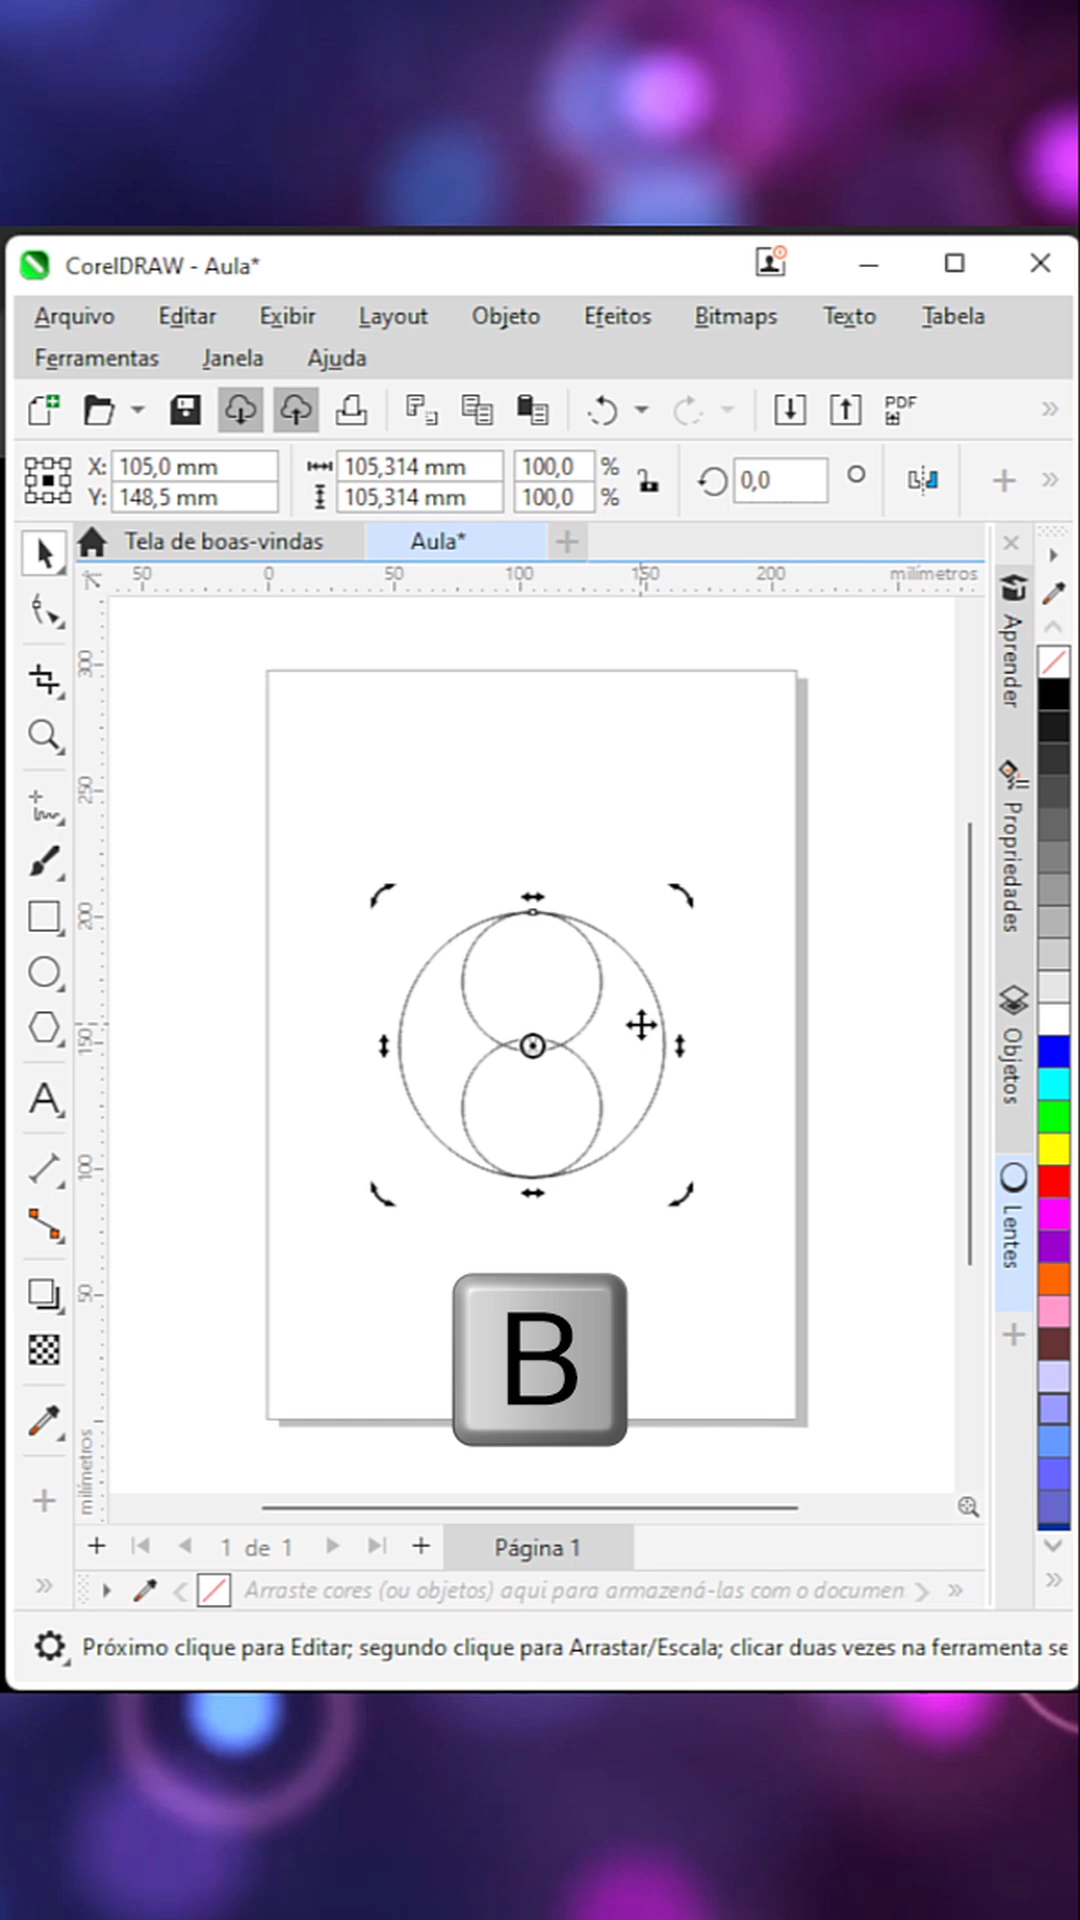 CorelDRAW - Aula*
Arquivo Editar Exibir Layout Objeto Efeitos Bitmaps Texto Tabela
Ferramentas Janela Ajuda
PDF
X: 105,0 mm 105,314 mm 100,0 % 0,0
Y: 148,5 mm 105,314 mm 100,0 %
Tela de boas-vindas Aula*
50 0 50 100 150 200 milímetros
300
250
200
150
100
50
milímetros
Aprender
Propriedades
Objetos
Lentes
B
1 de 1 Página 1
Arraste cores (ou objetos) aqui para armazená-las com o documen
Próximo clique para Editar; segundo clique para Arrastar/Escala; clicar duas vezes na ferramenta se